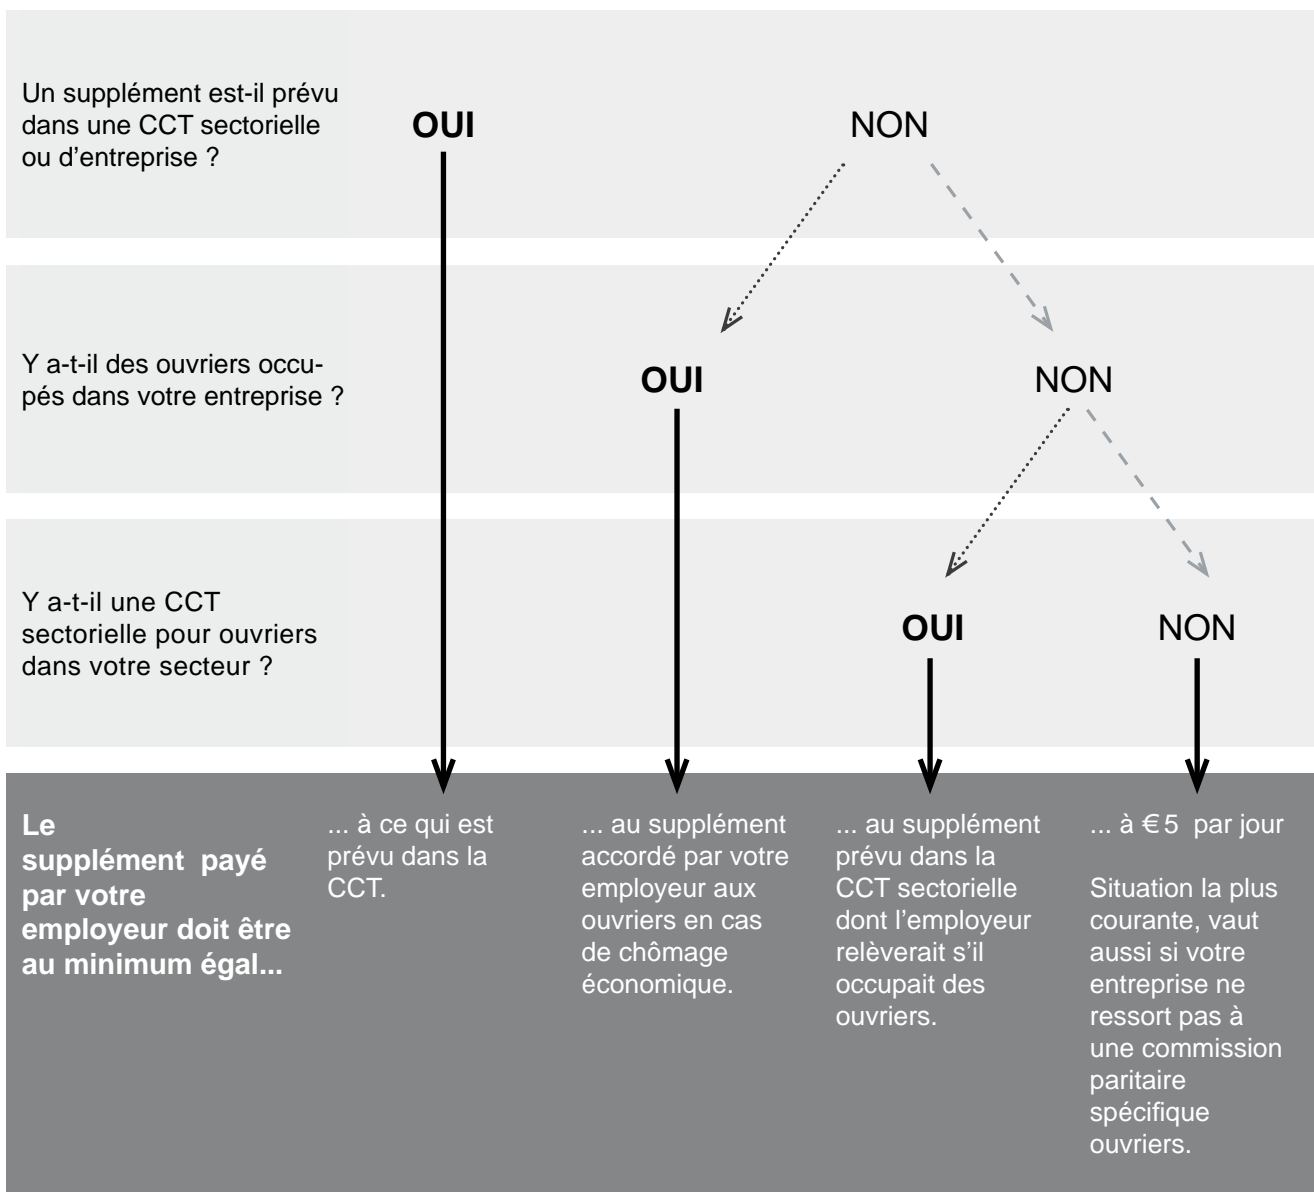 Un supplément est-il prévu
dans une CCT sectorielle
ou d'entreprise ?
OUI
NON
Y a-t-il des ouvriers occu-
pés dans votre entreprise ?
OUI
NON
Y a-t-il une CCT
sectorielle pour ouvriers
dans votre secteur ?
OUI
NON
Le
supplément payé
par votre
employeur doit être
au minimum égal...
... à ce qui est
prévu dans la
CCT.
... au supplément
accordé par votre
employeur aux
ouvriers en cas
de chômage
économique.
... au supplément
prévu dans la
CCT sectorielle
dont l'employeur
relèverait s'il
occupait des
ouvriers.
... à €5 par jour
Situation la plus
courante, vaut
aussi si votre
entreprise ne
ressort pas à
une commission
paritaire
spécifique
ouvriers.